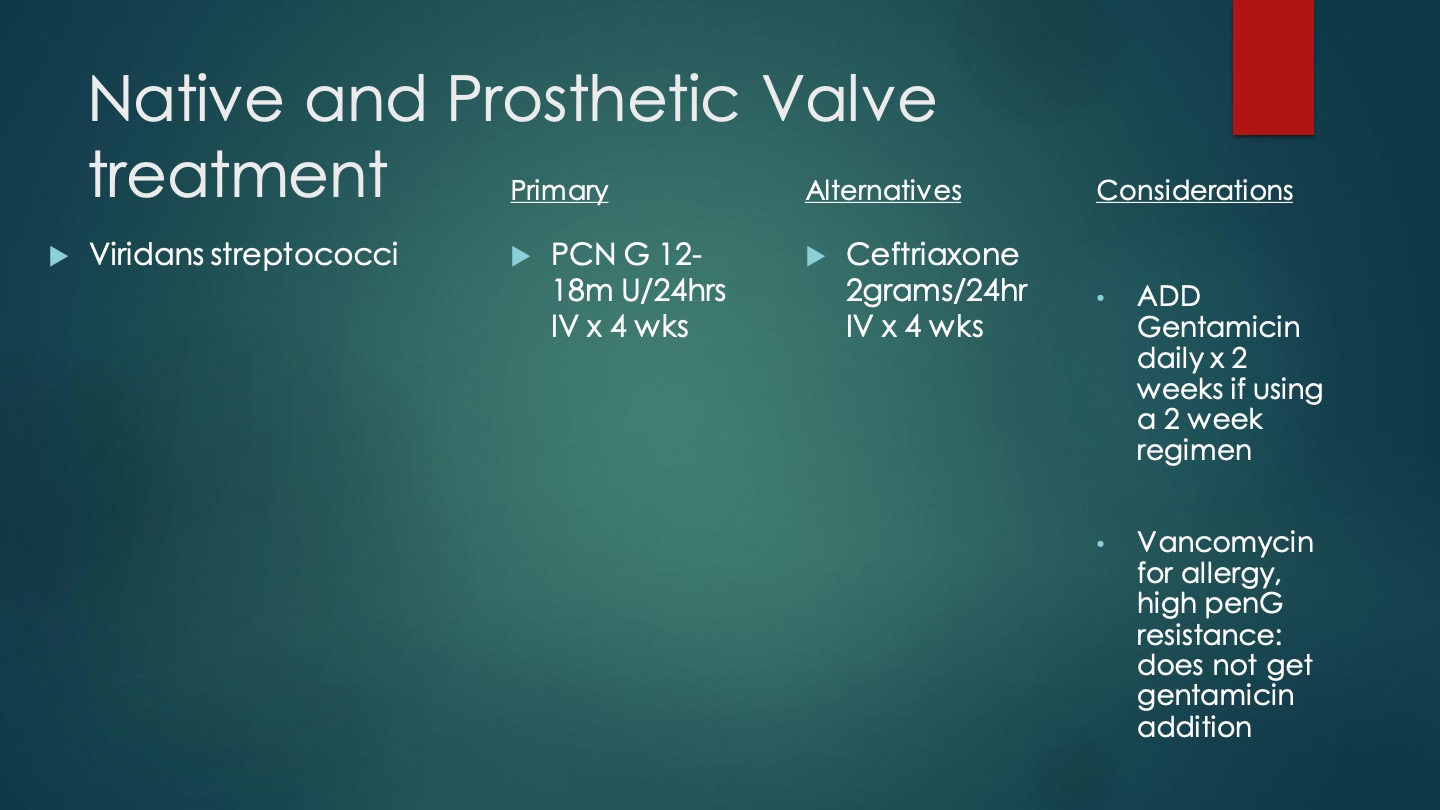 Native and Prosthetic Valve
treatment
Primary
Alternatives
Considerations
Viridans streptococci
PCN G 12-
18m U/24hrs
IV x 4 wks
Ceftriaxone
2grams/24hr
IV x 4 wks
ADD
Gentamicin
daily x 2
weeks if using
a 2 week
regimen
Vancomycin
for allergy,
high penG
resistance:
does not get
gentamicin
addition